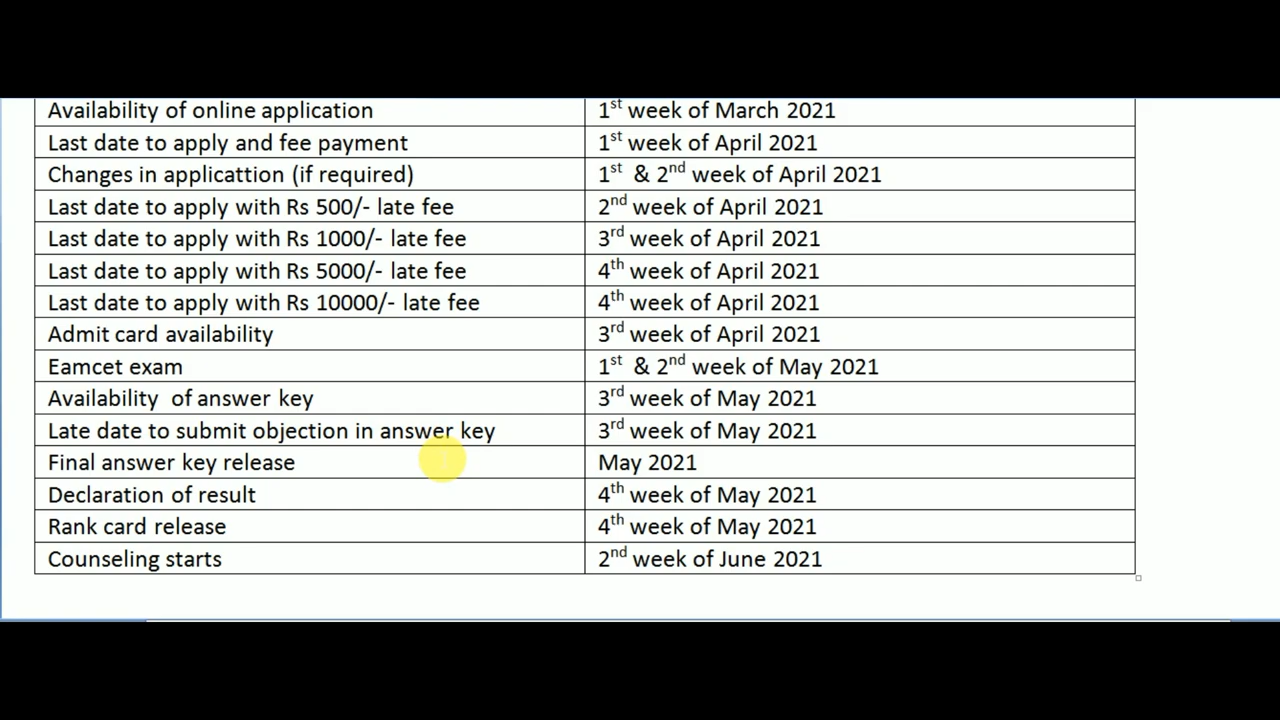 Availability of online application 1st week of March 2021
Last date to apply and fee payment 1st week of April 2021
Changes in applicattion (if required) 1st & 2nd week of April 2021
Last date to apply with Rs 500/- late fee 2nd week of April 2021
Last date to apply with Rs 1000/- late fee 3rd week of April 2021
Last date to apply with Rs 5000/- late fee 4th week of April 2021
Last date to apply with Rs 10000/- late fee 4th week of April 2021
Admit card availability 3rd week of April 2021
Eamcet exam 1st & 2nd week of May 2021
Availability of answer key 3rd week of May 2021
Late date to submit objection in answer key 3rd week of May 2021
Final answer key release May 2021
Declaration of result 4th week of May 2021
Rank card release 4th week of May 2021
Counseling starts 2nd week of June 2021